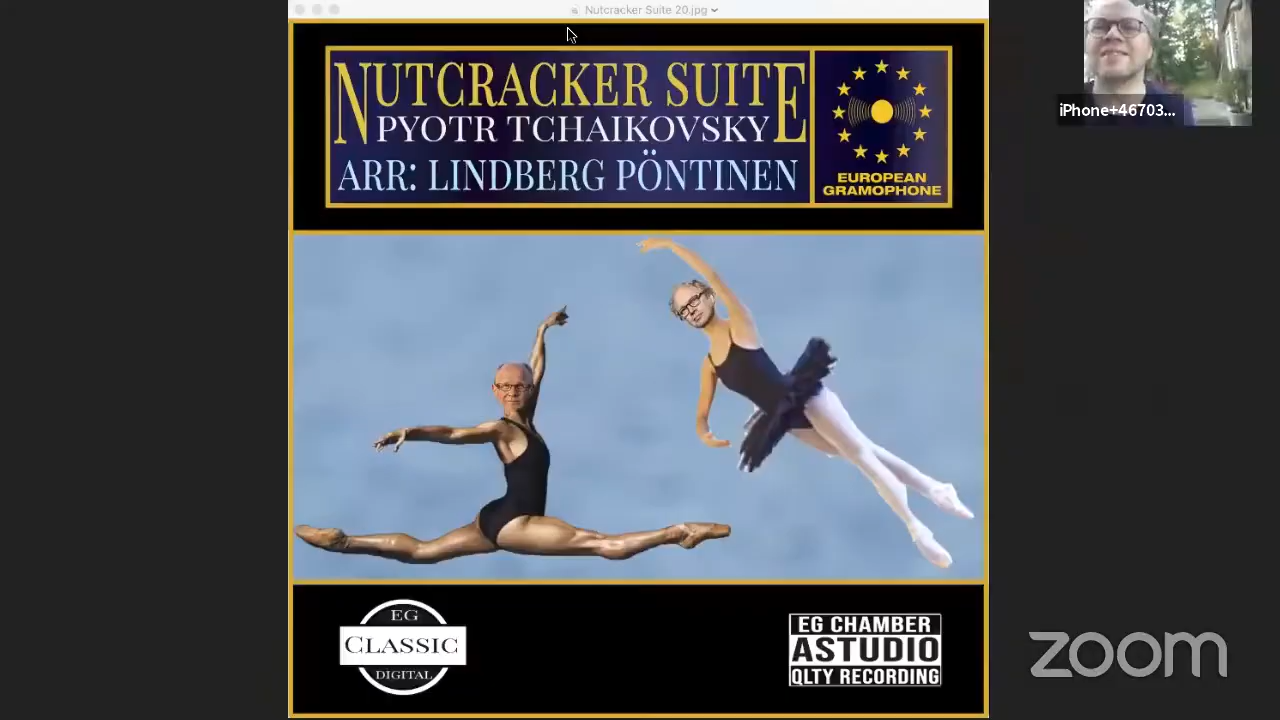 Nutcracker Suite 20.jpg
NUTCRACKER SUITE
PYOTR TCHAIKOVSKY
ARR: LINDBERG PÖNTINEN
EUROPEAN
GRAMOPHONE
iPhone+46703...
EG
CLASSIC
DIGITAL
EG CHAMBER
ASTUDIO
QLTY RECORDING
zoom